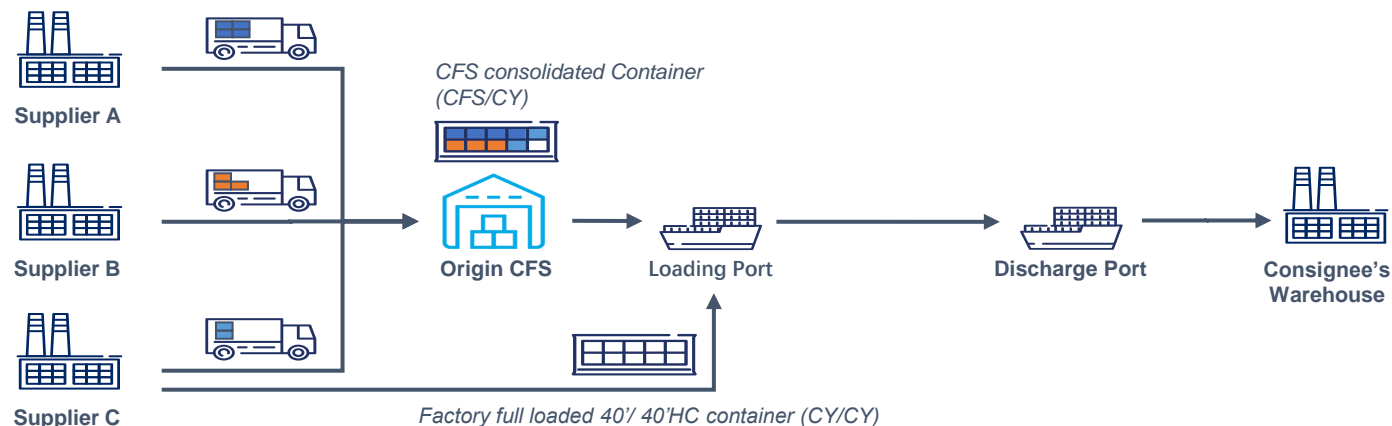 Supplier A
CFS consolidated Container
(CFS/CY)
Supplier B
Origin CFS
Loading Port
Discharge Port
Consignee's
Warehouse
Supplier C
Factory full loaded 40'/ 40'HC container (CY/CY)